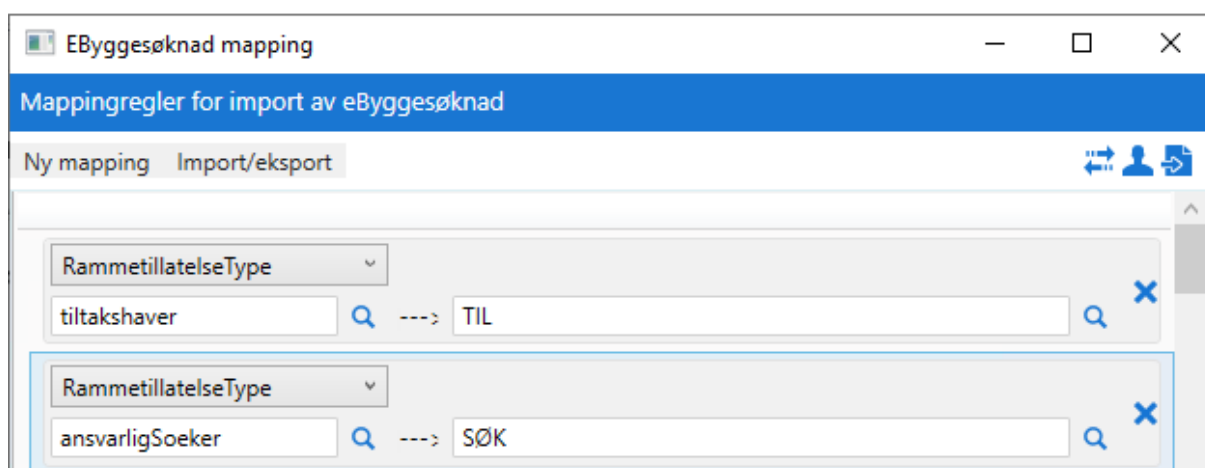 EByggesøknad mapping
Mappingregler for import av eByggesøknad
Ny mapping Import/eksport
RammetillatelseType
tiltakshaver ---> TIL
RammetillatelseType
ansvarligSoeker ---> SØK